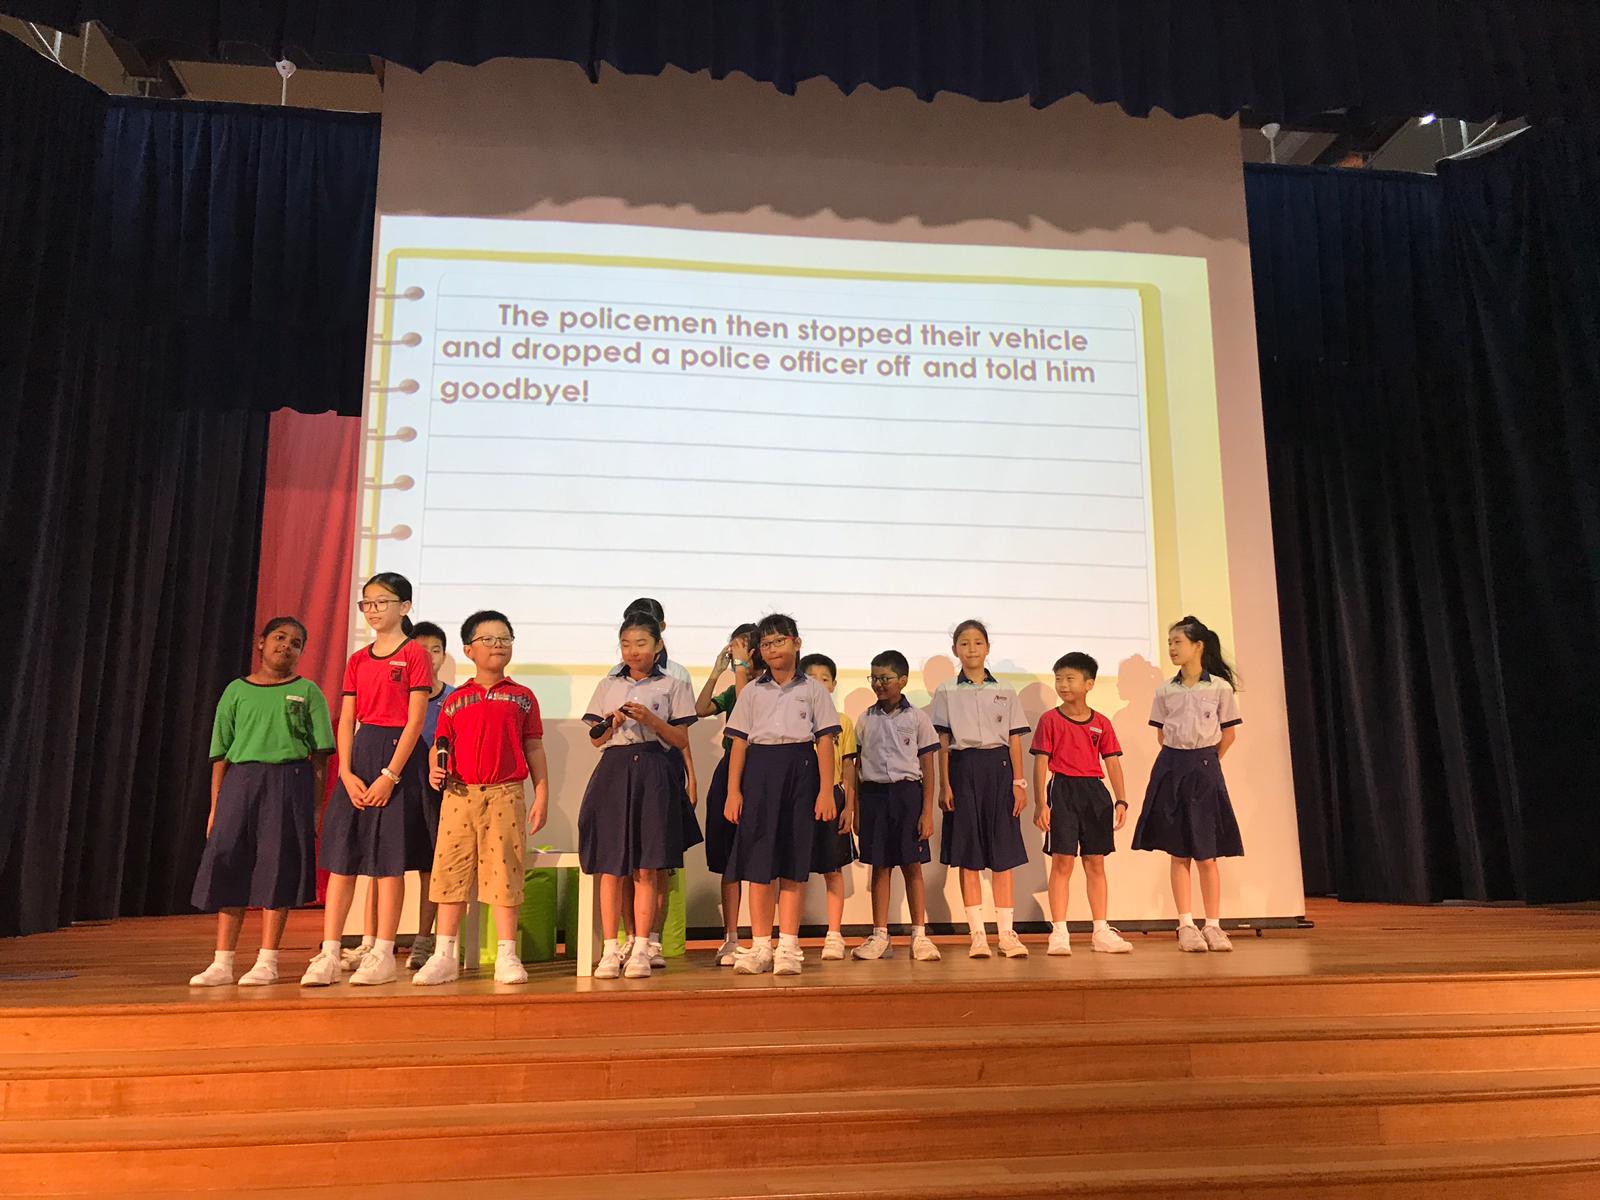 The policemen then stopped their vehicle
and dropped a police officer off and told him
goodbye!